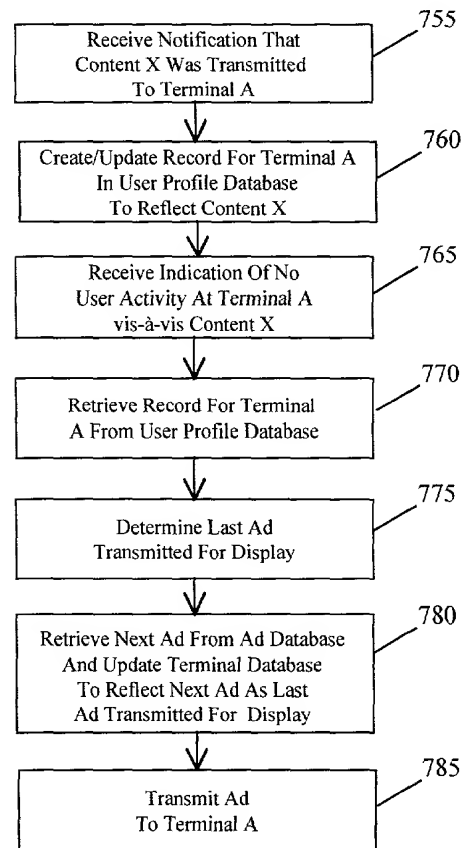 755
Receive Notification That
Content X Was Transmitted
To Terminal A
760
Create/Update Record For Terminal A
In User Profile Database
To Reflect Content X
765
Receive Indication Of No
User Activity At Terminal A
vis-à-vis Content X
770
Retrieve Record For Terminal
A From User Profile Database
775
Determine Last Ad
Transmitted For Display
780
Retrieve Next Ad From Ad Database
And Update Terminal Database
To Reflect Next Ad As Last
Ad Transmitted For Display
785
Transmit Ad
To Terminal A